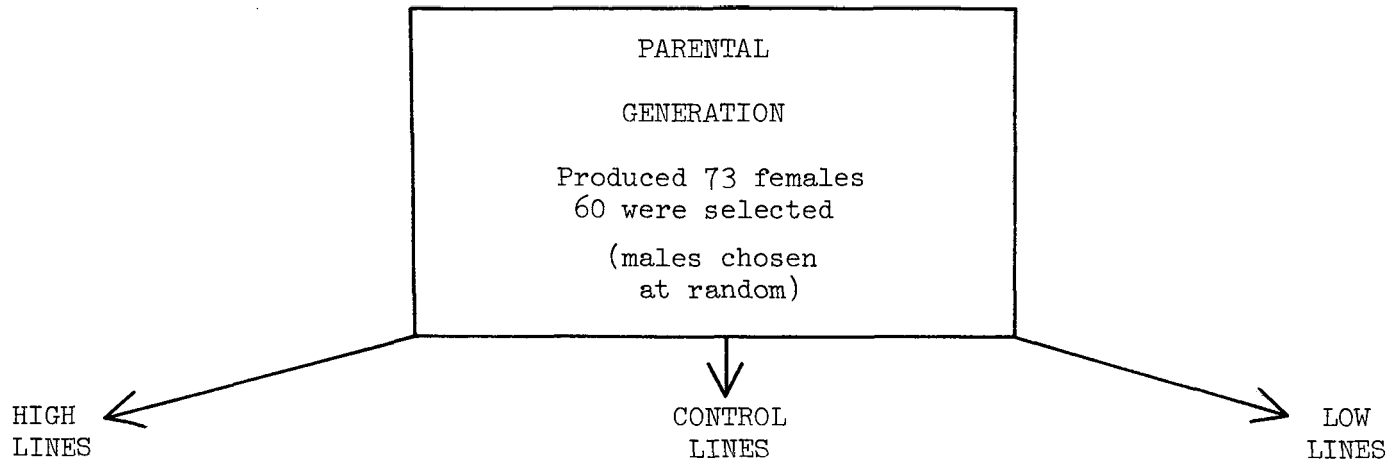 PARENTAL
GENERATION
Produced 73 females
60 were selected
(males chosen
at random)
HIGH
LINES
CONTROL
LINES
LOW
LINES